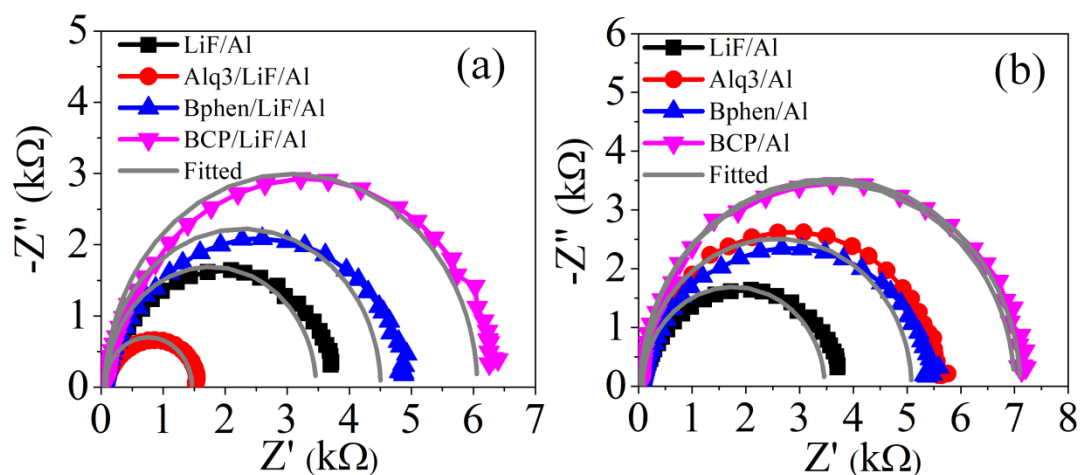 (a)
LiF/Al
Alq3/LiF/Al
Bphen/LiF/Al
BCP/LiF/Al
Fitted
-Z'' (kΩ)
5
4
3
2
1
0
0 1 2 3 4 5 6 7
Z' (kΩ)
(b)
LiF/Al
Alq3/Al
Bphen/Al
BCP/Al
Fitted
-Z'' (kΩ)
6
5
4
3
2
1
0
0 1 2 3 4 5 6 7 8
Z' (kΩ)